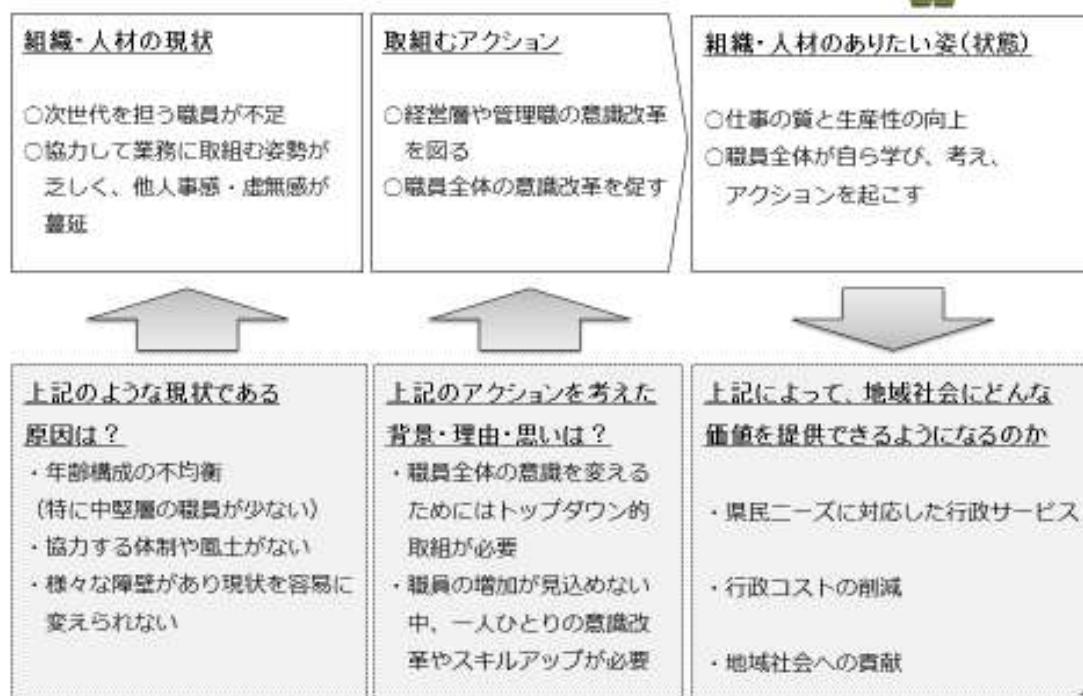 組織・人材の現状
○次世代を担う職員が不足
○協力して業務に取組む姿勢が
乏しく、他人事感・虚無感が
蔓延
取組むアクション
○経営層や管理職の意識改革
を図る
○職員全体の意識改革を促す
組織・人材のありたい姿(状態)
○仕事の質と生産性の向上
○職員全体が自ら学び、考え、
アクションを起こす
上記のような現状である
原因は？
・年齢構成の不均衡
(特に中堅層の職員が少ない)
・協力する体制や風土がない
・様々な障壁があり現状を容易に
変えられない
上記のアクションを考えた
背景・理由・思いは？
・職員全体の意識を変える
ためにはトップダウン的
取組が必要
・職員の増加が見込めない
中、一人ひとりの意識改
革やスキルアップが必要
上記によって、地域社会にどんな
価値を提供できるようになるのか
・県民ニーズに対応した行政サービス
・行政コストの削減
・地域社会への貢献